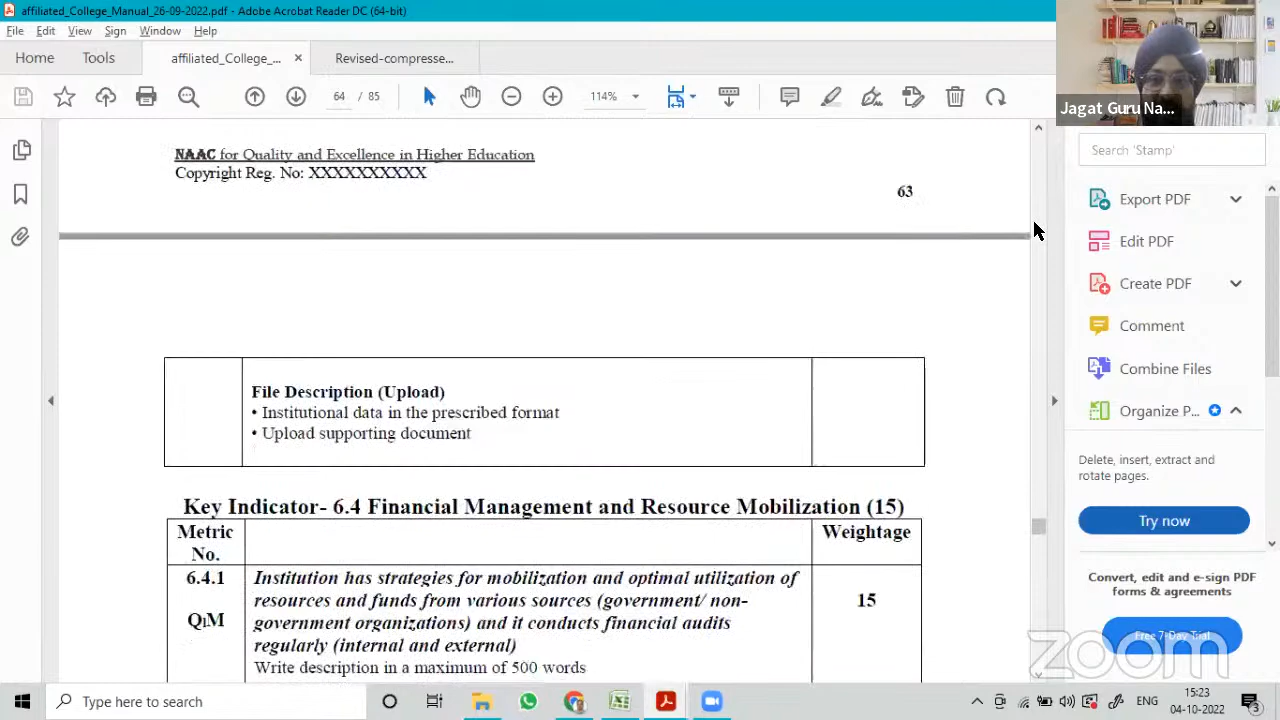 affiliated_College_Manual_26-09-2022.pdf - Adobe Acrobat Reader DC (64-bit)
File Edit View Sign Window Help
Home Tools affiliated_College_... × Revised-compresse...
64 / 85 114%
Jagat Guru Na...
NAAC for Quality and Excellence in Higher Education
Copyright Reg. No: XXXXXXXXXX
63
File Description (Upload)
• Institutional data in the prescribed format
• Upload supporting document
Key Indicator- 6.4 Financial Management and Resource Mobilization (15)
Metric Weightage
No.
6.4.1 Institution has strategies for mobilization and optimal utilization of
resources and funds from various sources (government/ non-
15
QlM government organizations) and it conducts financial audits
regularly (internal and external)
Write description in a maximum of 500 words
Search 'Stamp'
Export PDF
Edit PDF
Create PDF
Comment
Combine Files
Organize P...
Delete, insert, extract and
rotate pages.
Try now
Convert, edit and e-sign PDF
forms & agreements
Free 7-Day Trial
zoom
Type here to search
ENG
15:23
04-10-2022
3